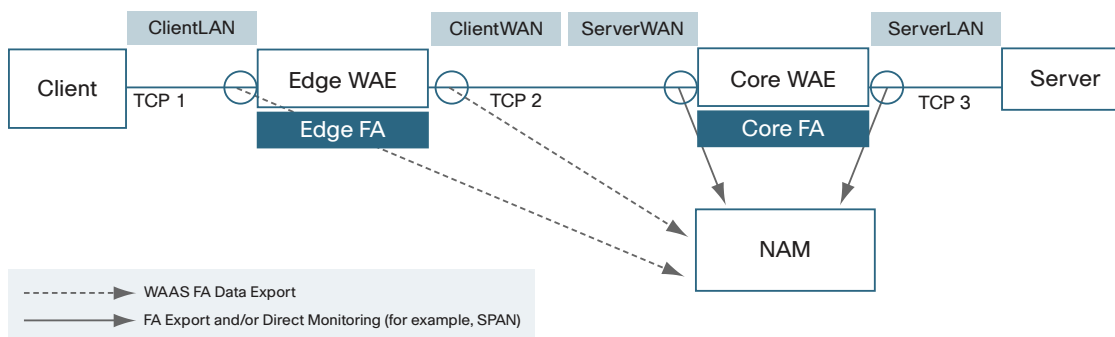 ClientLAN
ClientWAN
ServerWAN
ServerLAN
Client
Edge WAE
Core WAE
Server
TCP 1
TCP 2
TCP 3
Edge FA
Core FA
NAM
WAAS FA Data Export
FA Export and/or Direct Monitoring (for example, SPAN)